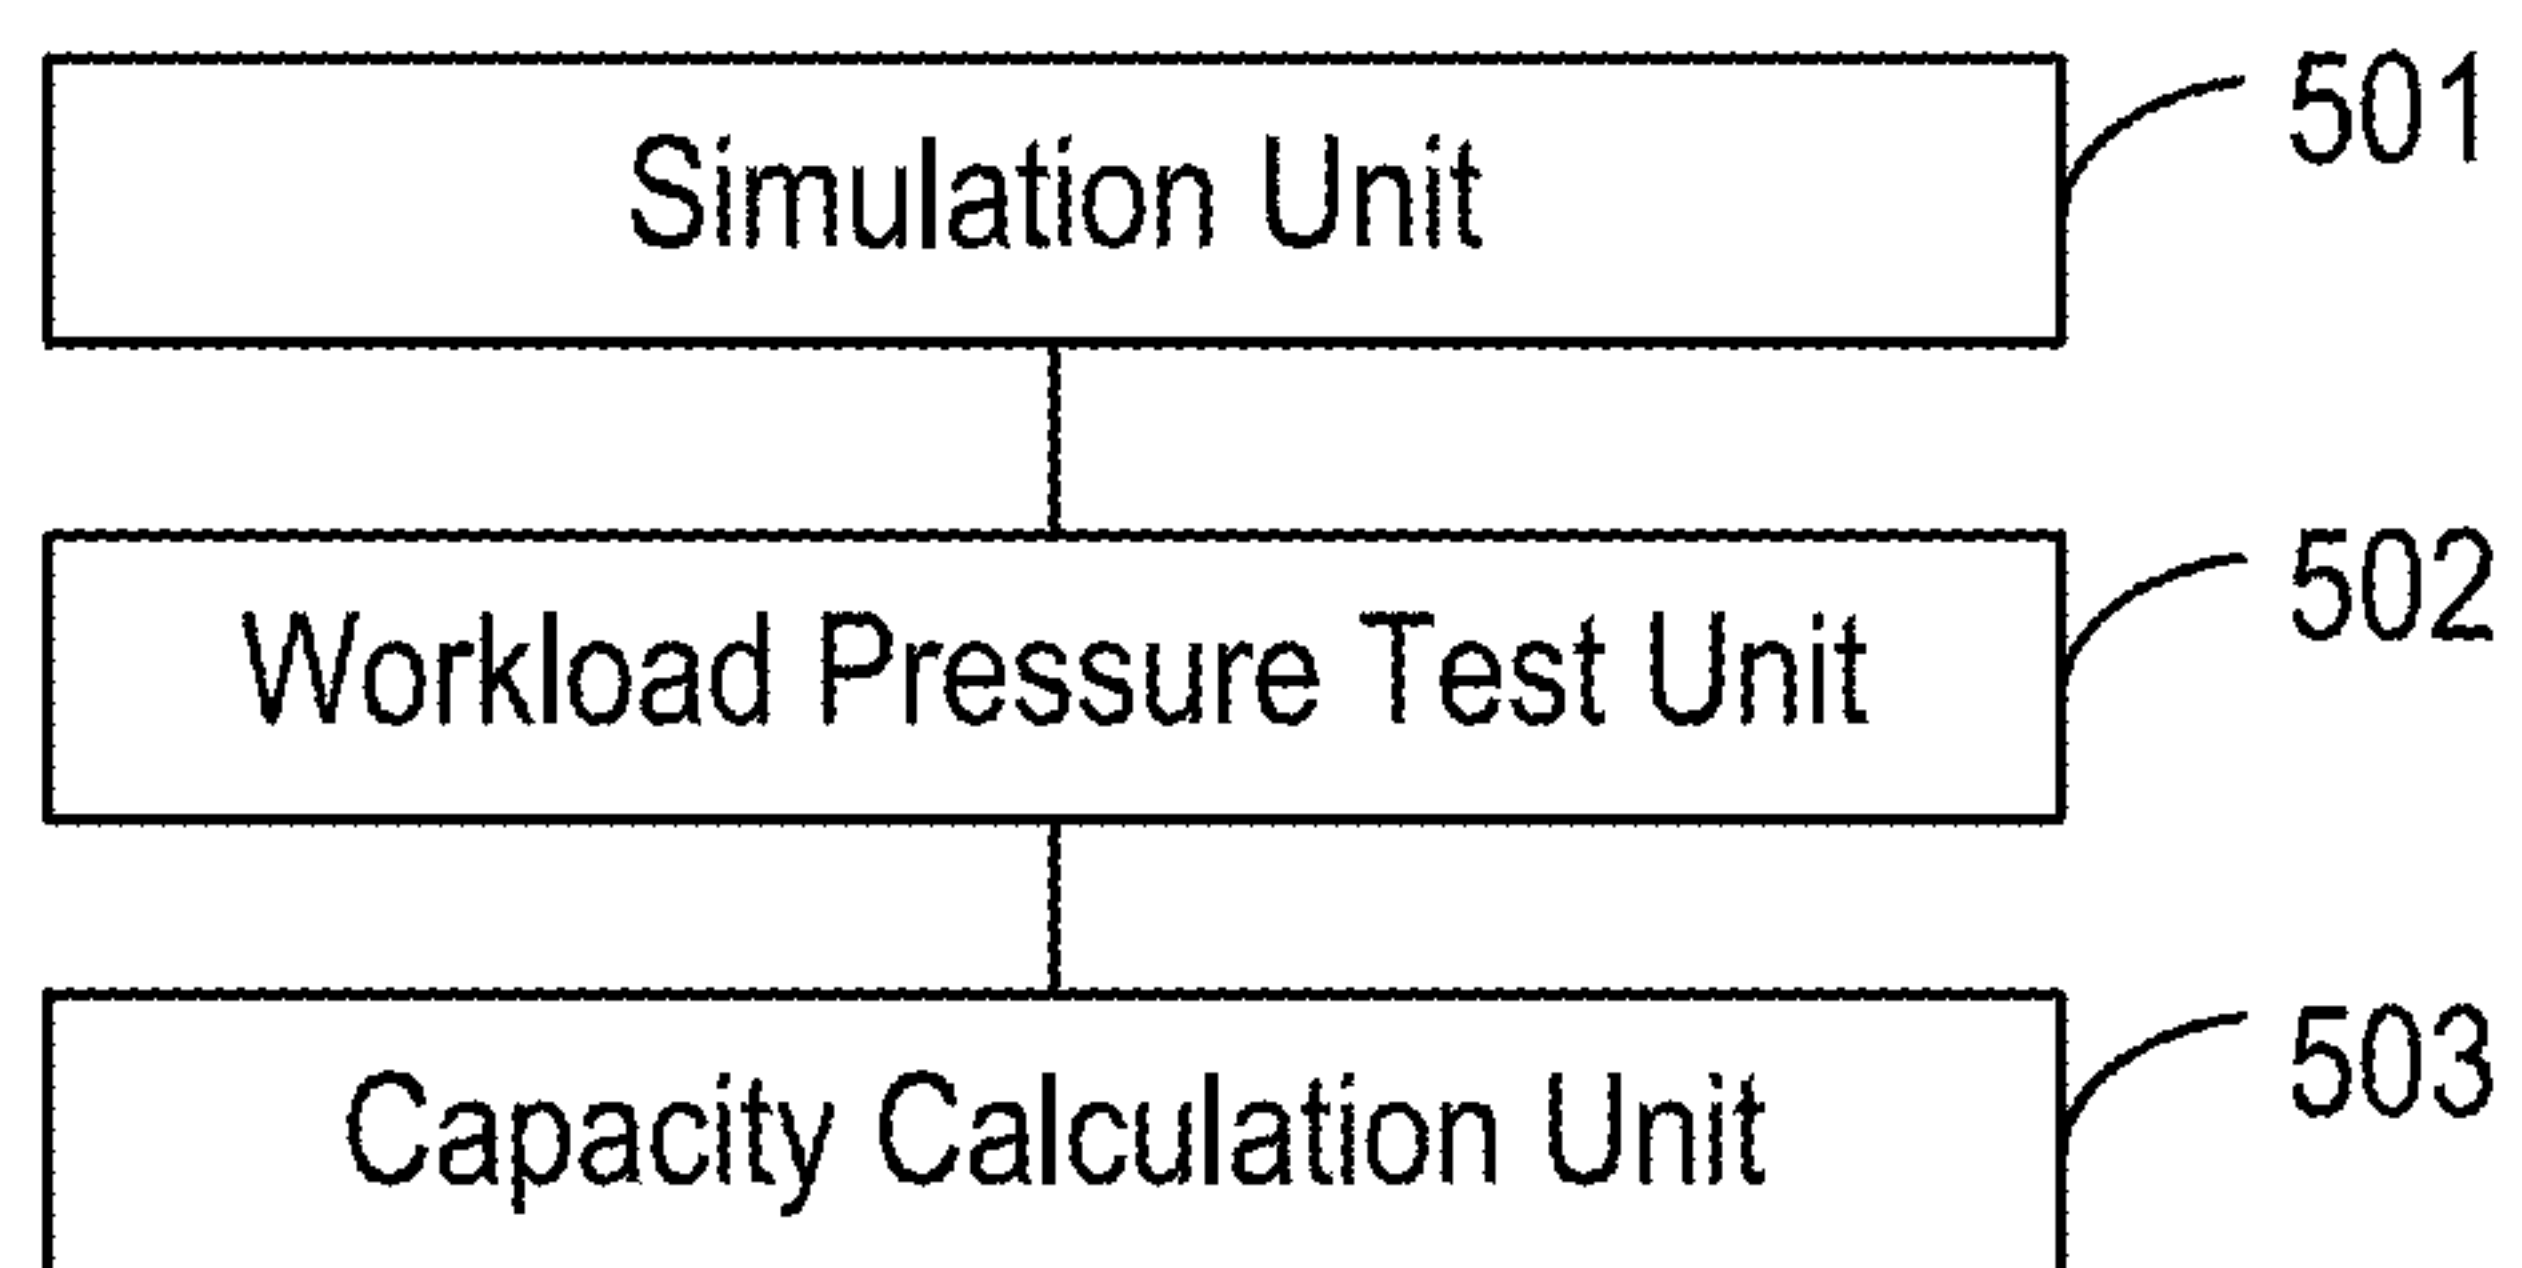 Simulation Unit 501
Workload Pressure Test Unit 502
Capacity Calculation Unit 503